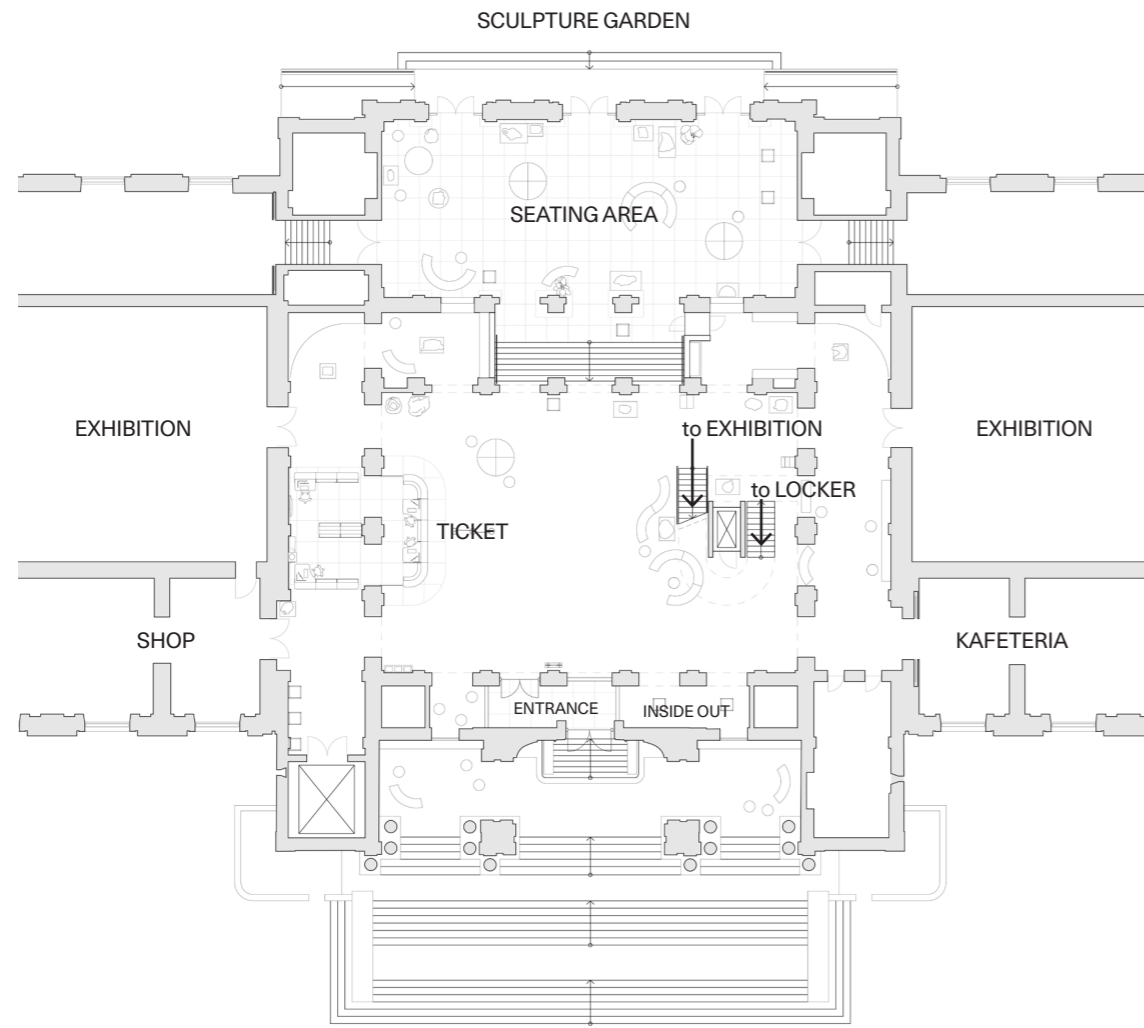 SCULPTURE GARDEN
SEATING AREA
EXHIBITION
to EXHIBITION
EXHIBITION
to LOCKER
TICKET
SHOP
KAFETERIA
ENTRANCE
INSIDE OUT